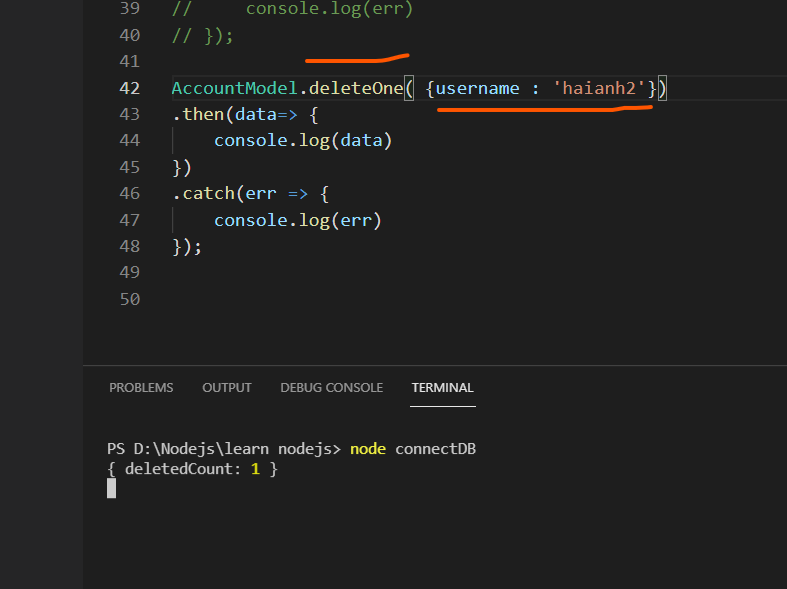 39 //     console.log(err)
40 // });
41
42 AccountModel.deleteOne( {username : 'haianh2'})
43 .then(data=> {
44     console.log(data)
45 })
46 .catch(err => {
47     console.log(err)
48 });
49
50
PROBLEMS OUTPUT DEBUG CONSOLE TERMINAL
PS D:\Nodejs\learn nodejs> node connectDB
{ deletedCount: 1 }